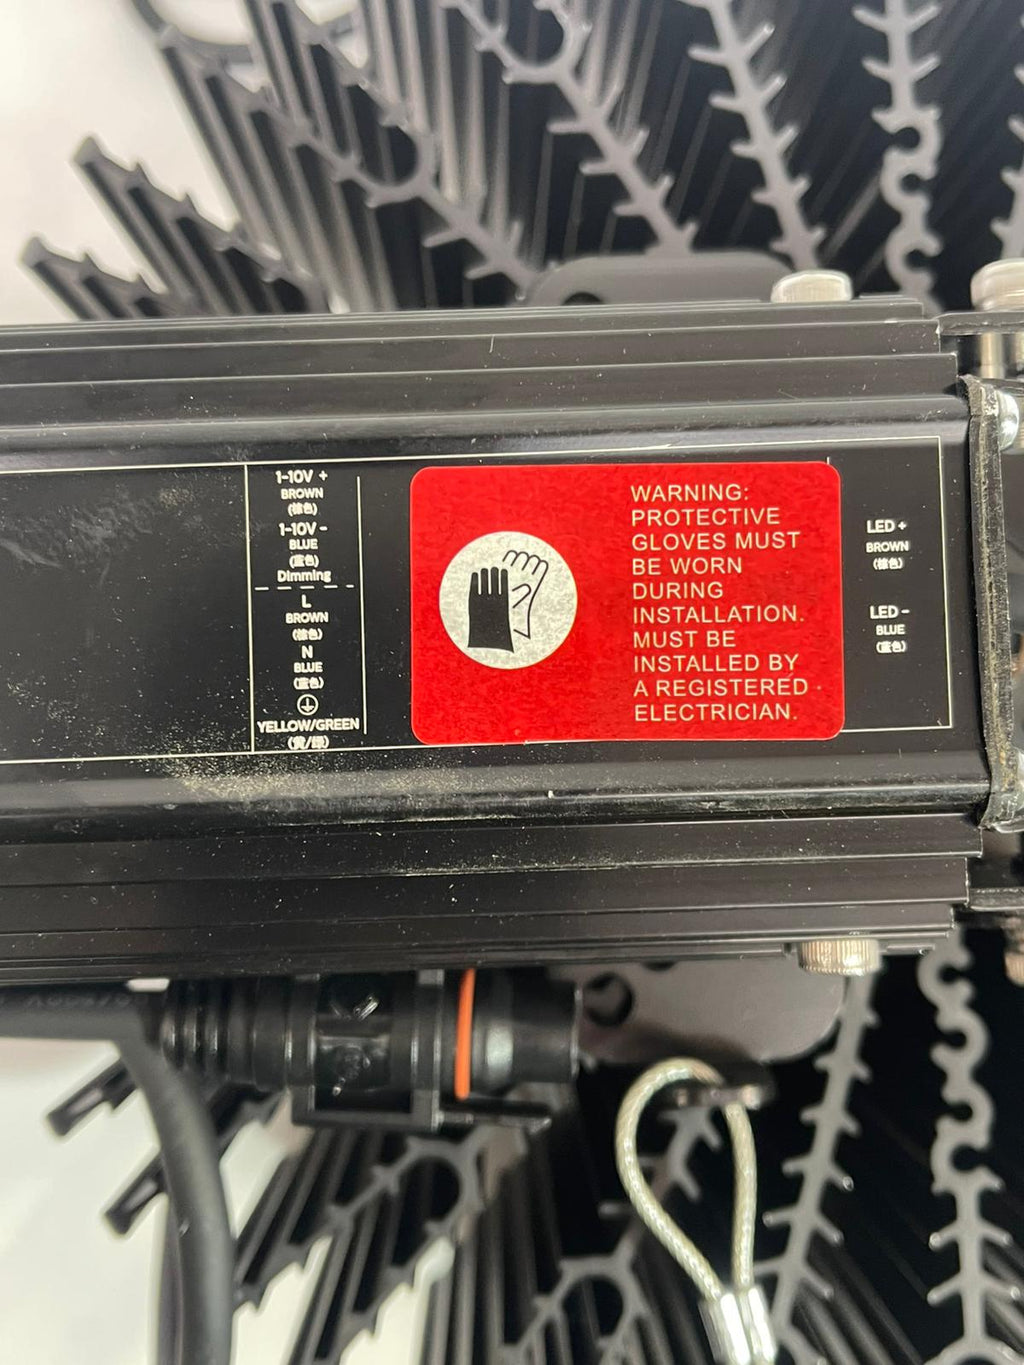 1-10V +
BROWN
(棕色)
1-10V -
BLUE
(蓝色)
Dimming
L
BROWN
(棕色)
N
BLUE
(蓝色)
YELLOW/GREEN
(黄/绿)
WARNING:
PROTECTIVE
GLOVES MUST
BE WORN
DURING
INSTALLATION.
MUST BE
INSTALLED BY
A REGISTERED
ELECTRICIAN.
LED +
BROWN
(棕色)
LED -
BLUE
(蓝色)